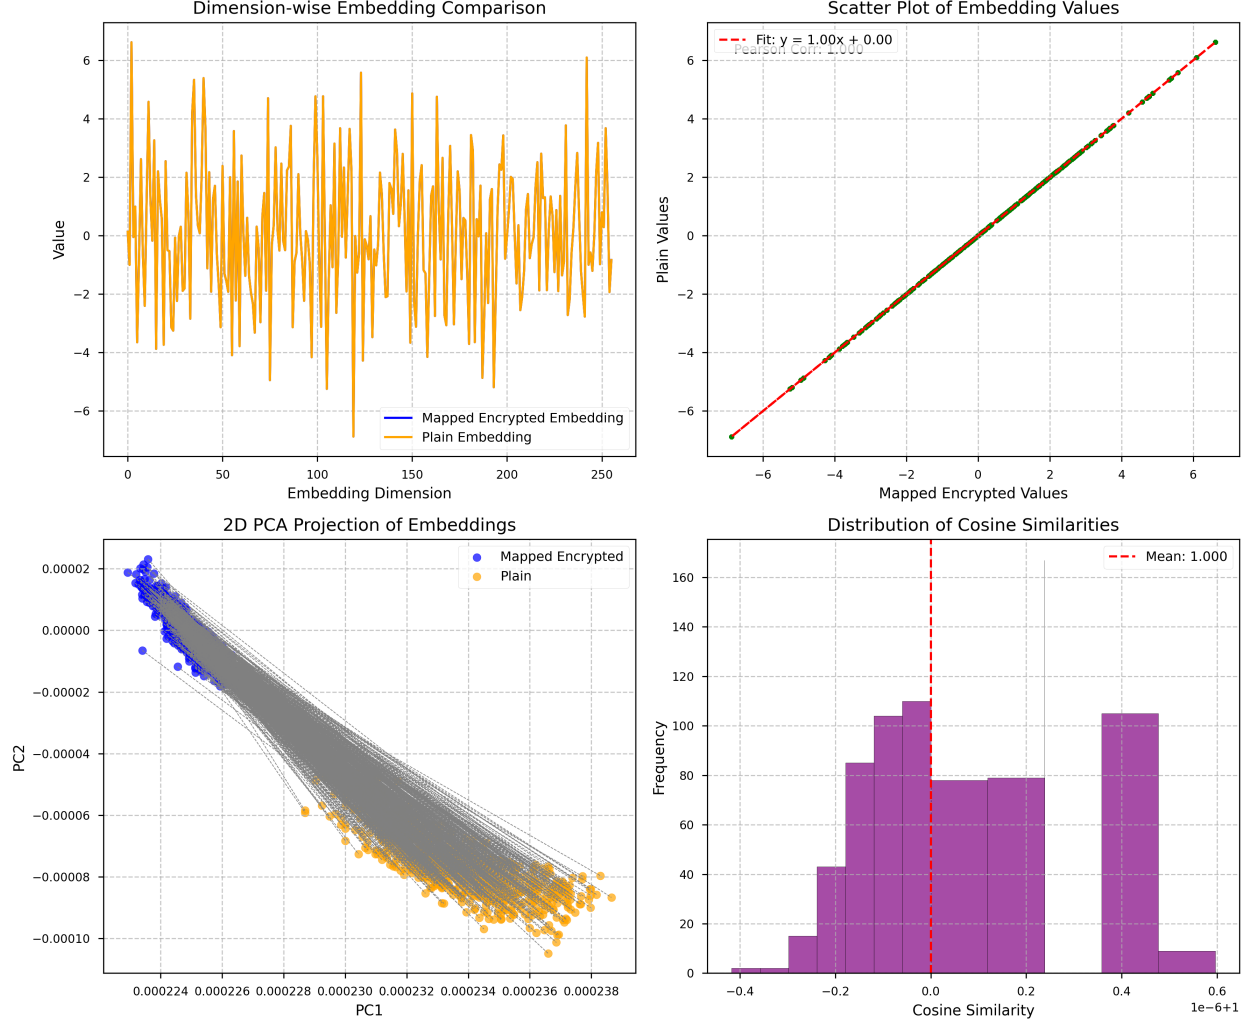 Dimension-wise Embedding Comparison
6
4
2
0
−2
−4
−6
Value
0
50
100
150
200
250
Embedding Dimension
Mapped Encrypted Embedding
Plain Embedding
Scatter Plot of Embedding Values
Fit: y = 1.00x + 0.00
Pearson Corr: 1.000
6
4
2
0
−2
−4
−6
Plain Values
−6
−4
−2
0
2
4
6
Mapped Encrypted Values
2D PCA Projection of Embeddings
Mapped Encrypted
Plain
0.00002
0.00000
−0.00002
−0.00004
−0.00006
−0.00008
−0.00010
PC2
0.000224
0.000226
0.000228
0.000230
0.000232
0.000234
0.000236
0.000238
PC1
Distribution of Cosine Similarities
Mean: 1.000
160
140
120
100
80
60
40
20
0
Frequency
−0.4
−0.2
0.0
0.2
0.4
0.6
1e−6+1
Cosine Similarity